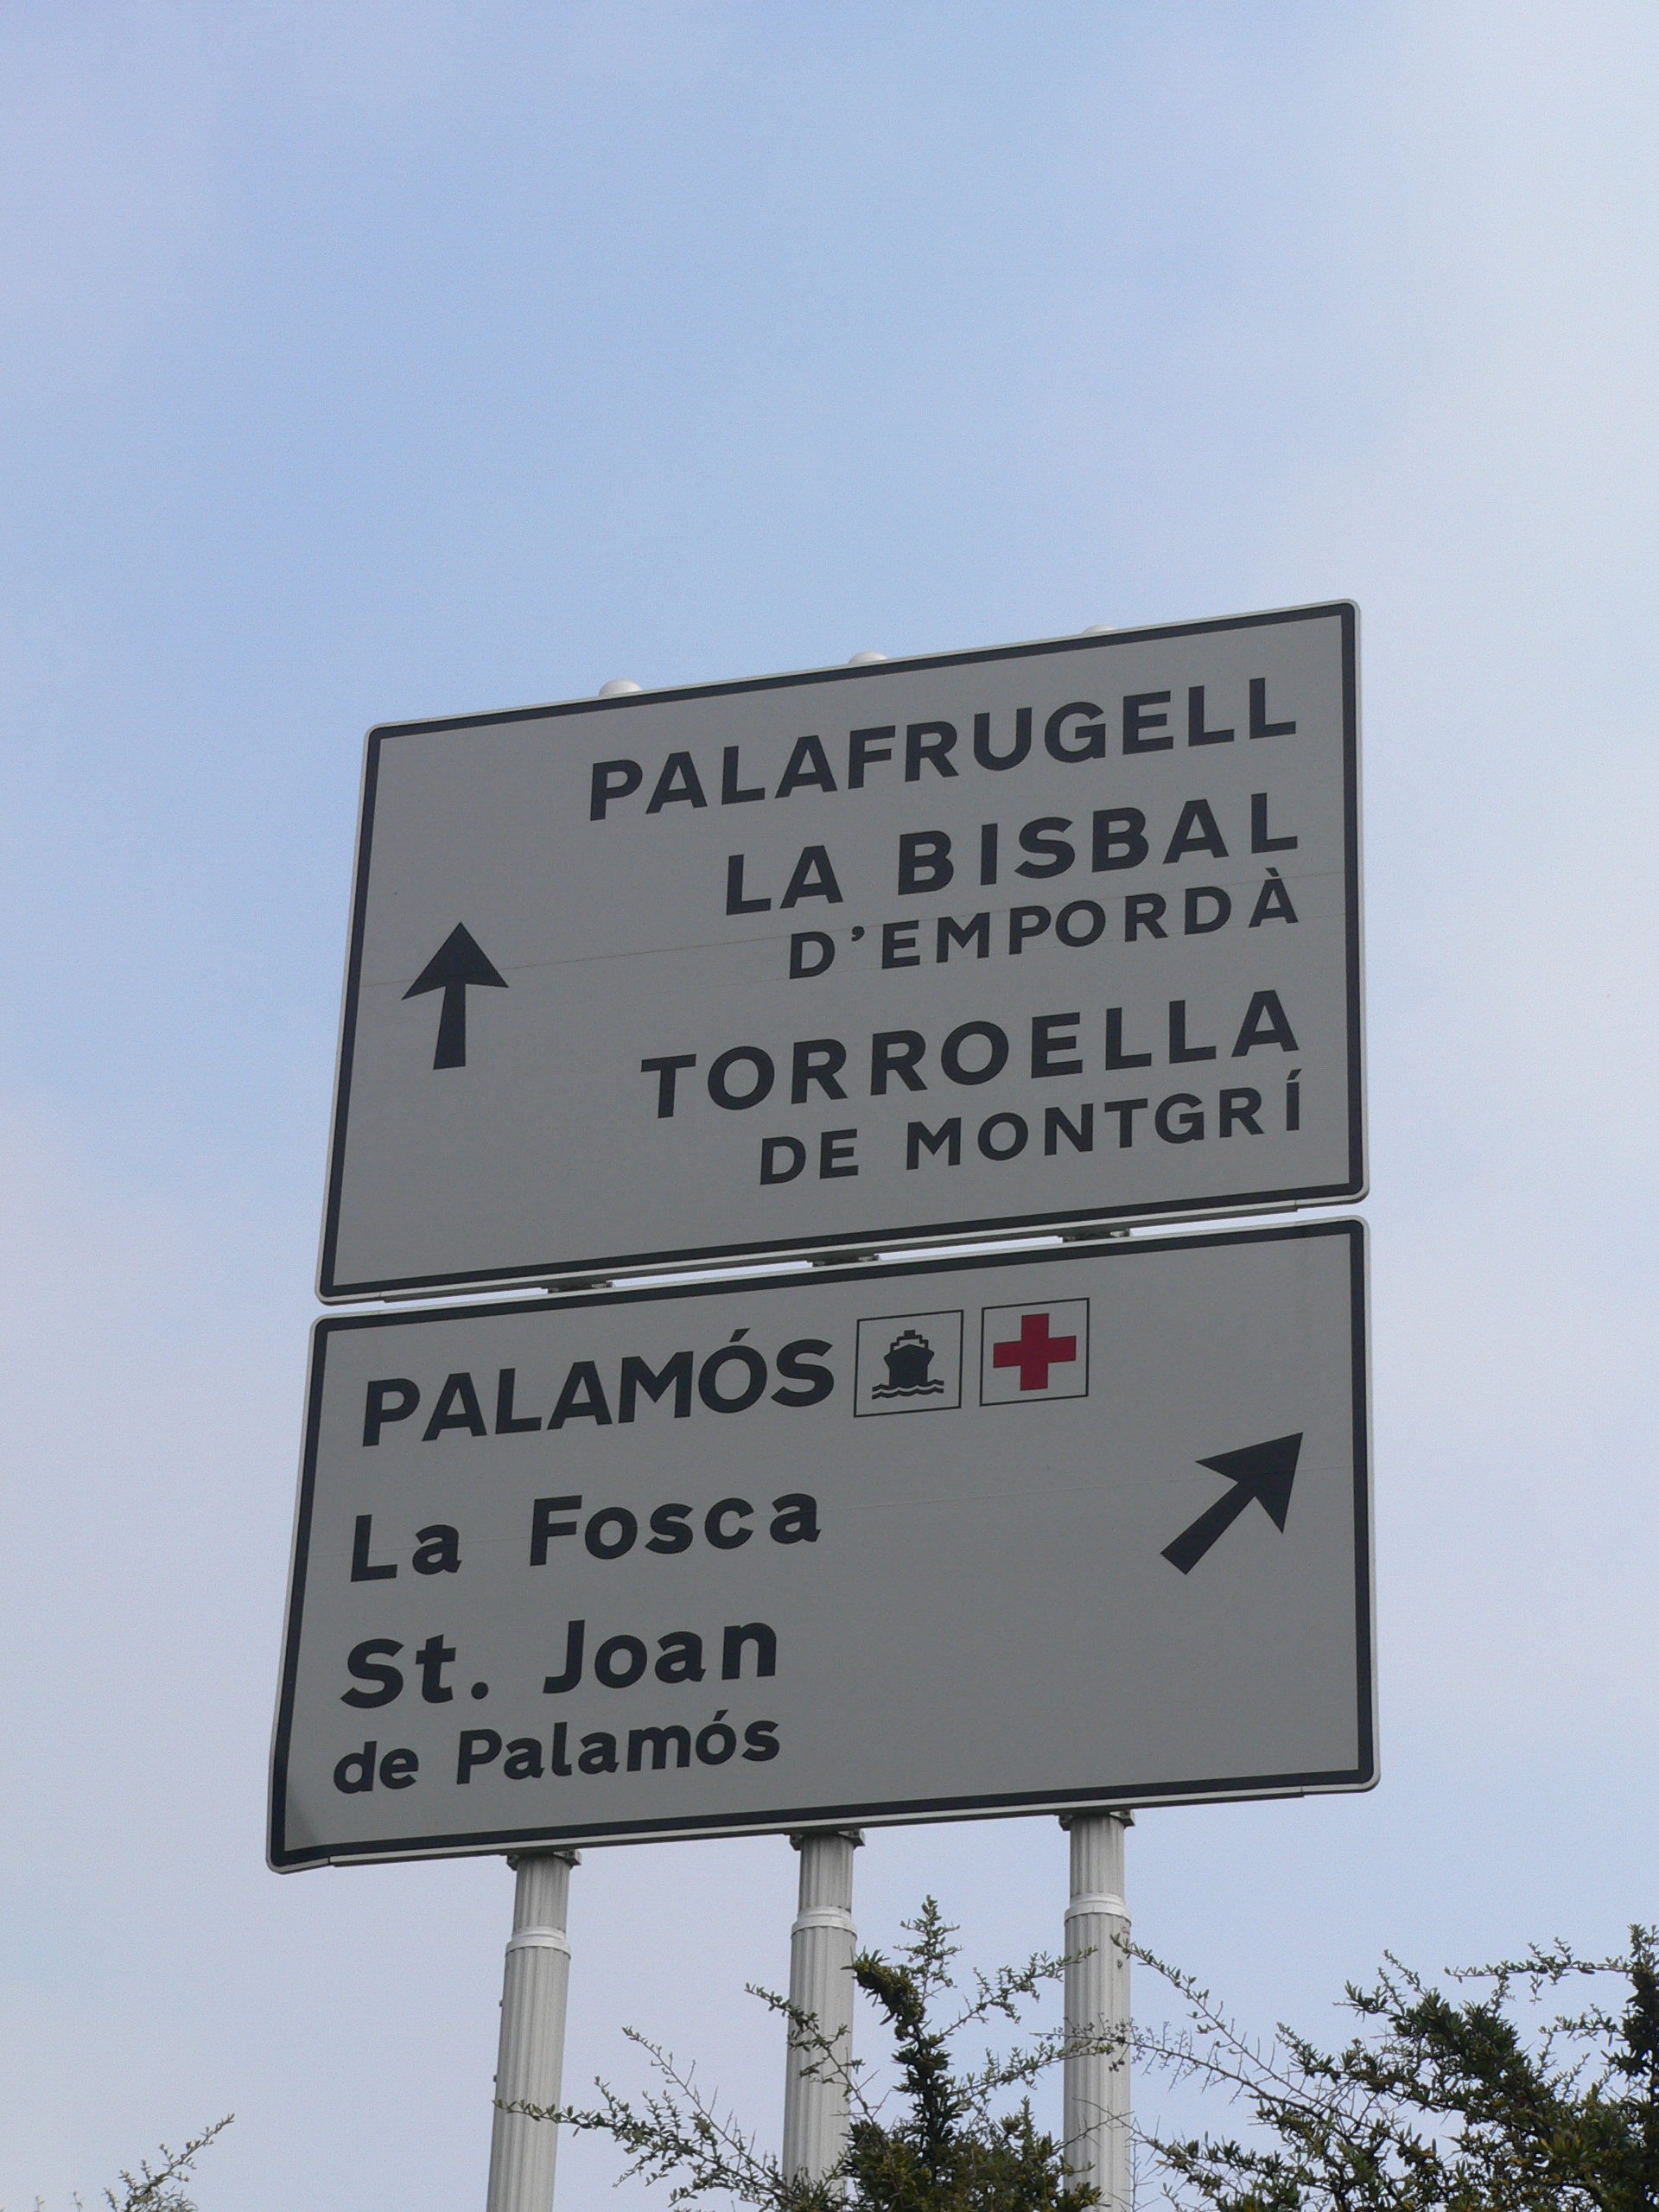 PALAFRUGELL
LA BISBAL
D'EMPORDÀ
TORROELLA
DE MONTGRÍ
PALAMÓS
La Fosca
St. Joan
de Palamós